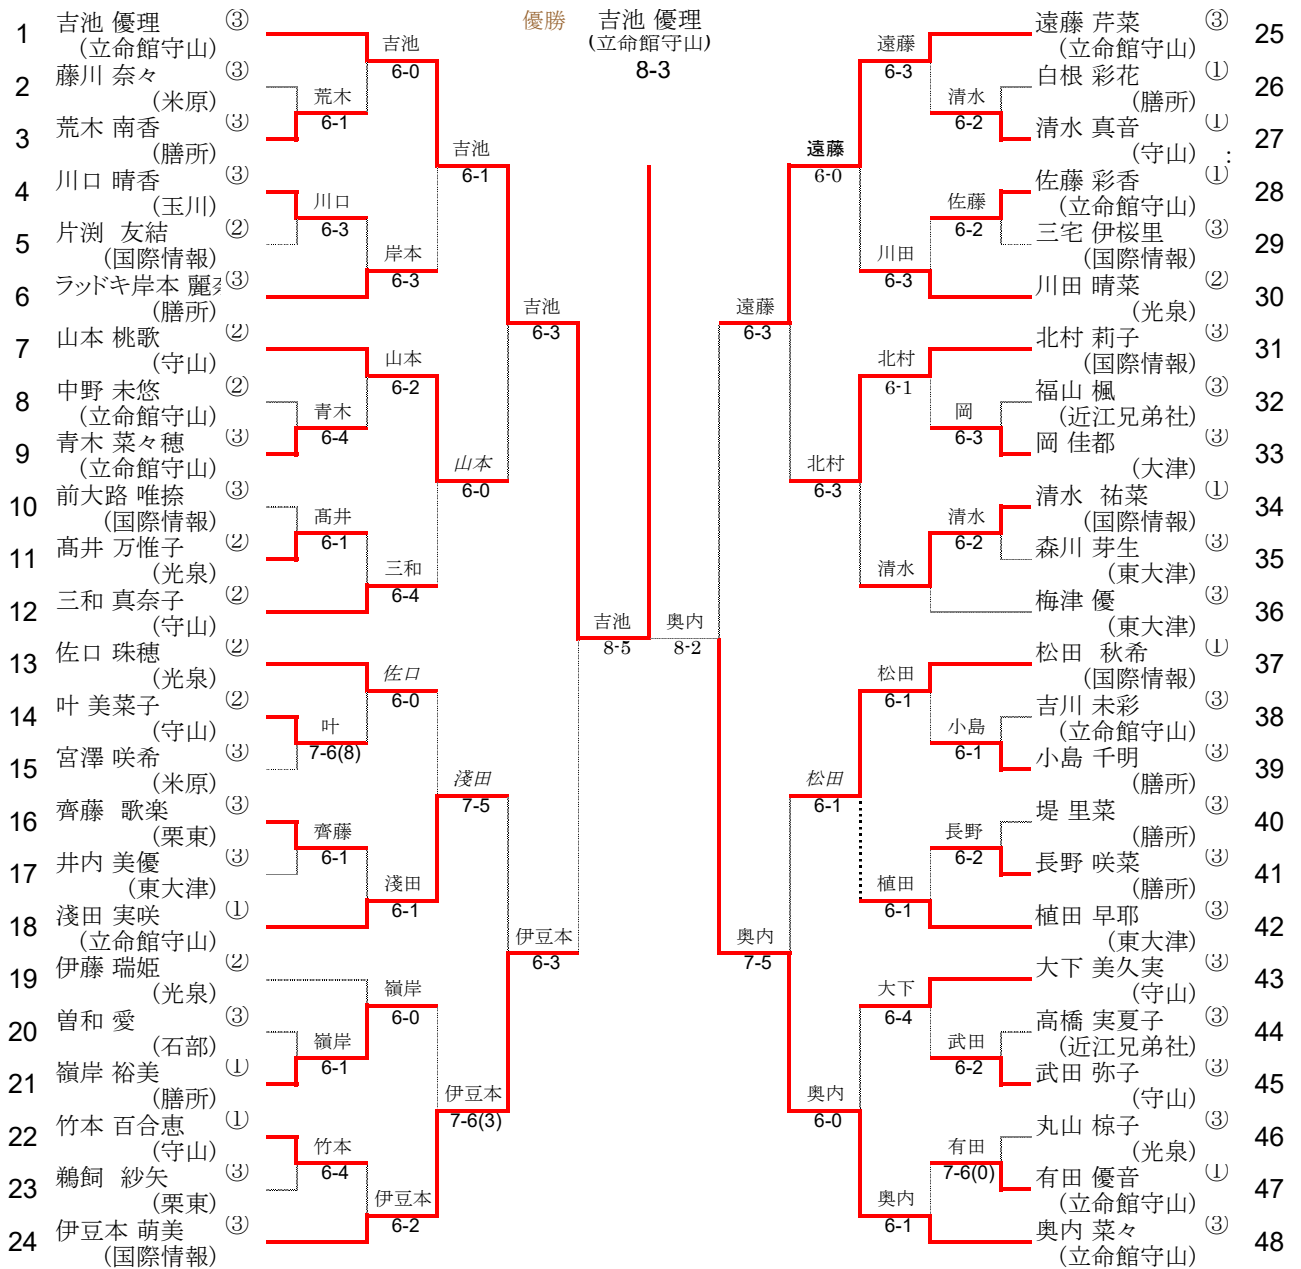 優勝 吉池 優理
(立命館守山)
8-3
1 吉池 優理 ③
(立命館守山)
2 藤川 奈々 ③
(米原)
3 荒木 南香 ③
(膳所)
4 川口 晴香 ③
(玉川)
5 片渕 友結 ②
(国際情報)
6 ラッドキ岸本 麗 ③
(膳所)
7 山本 桃歌 ②
(守山)
8 中野 未悠 ②
(立命館守山)
9 青木 菜々穂 ③
(立命館守山)
10 前大路 唯捺 ③
(国際情報)
11 髙井 万惟子 ②
(光泉)
12 三和 真奈子 ②
(守山)
13 佐口 珠穂 ②
(光泉)
14 叶 美菜子 ②
(守山)
15 宮澤 咲希 ③
(米原)
16 齊藤 歌楽 ③
(栗東)
17 井内 美優 ③
(東大津)
18 淺田 実咲 ①
(立命館守山)
19 伊藤 瑞姫 ②
(光泉)
20 曽和 愛 ③
(石部)
21 嶺岸 裕美 ①
(膳所)
22 竹本 百合恵 ①
(守山)
23 鵜飼 紗矢 ③
(栗東)
24 伊豆本 萌美 ③
(国際情報)
荒木
6-1
川口
6-3
青木
6-4
髙井
6-1
叶
7-6(8)
齊藤
6-1
嶺岸
6-1
竹本
6-4
吉池
6-0
岸本
6-3
山本
6-2
三和
6-4
佐口
6-0
淺田
6-1
嶺岸
6-0
伊豆本
6-2
吉池
6-1
山本
6-0
淺田
7-5
伊豆本
7-6(3)
吉池
6-3
伊豆本
6-3
吉池
8-5
奥内
8-2
遠藤
6-3
奥内
7-5
遠藤
6-0
北村
6-3
松田
6-1
奥内
6-0
遠藤
6-3
川田
6-3
北村
6-1
清水
松田
6-1
植田
6-1
大下
6-4
奥内
6-1
清水
6-2
佐藤
6-2
岡
6-3
清水
6-2
小島
6-1
長野
6-2
武田
6-2
有田
7-6(0)
遠藤 芹菜 ③ 25
(立命館守山)
白根 彩花 ① 26
(膳所)
清水 真音 ① 27
(守山) :
佐藤 彩香 ① 28
(立命館守山)
三宅 伊桜里 ③ 29
(国際情報)
川田 晴菜 ② 30
(光泉)
北村 莉子 ③ 31
(国際情報)
福山 楓 ③ 32
(近江兄弟社)
岡 佳都 ③ 33
(大津)
清水 祐菜 ① 34
(国際情報)
森川 芽生 ③ 35
(東大津)
梅津 優 ③ 36
(東大津)
松田 秋希 ① 37
(国際情報)
吉川 未彩 ③ 38
(立命館守山)
小島 千明 ③ 39
(膳所)
堤 里菜 ③ 40
(膳所)
長野 咲菜 ③ 41
(膳所)
植田 早耶 ③ 42
(東大津)
大下 美久実 ③ 43
(守山)
高橋 実夏子 ③ 44
(近江兄弟社)
武田 弥子 ③ 45
(守山)
丸山 椋子 ③ 46
(光泉)
有田 優音 ① 47
(立命館守山)
奥内 菜々 ③ 48
(立命館守山)